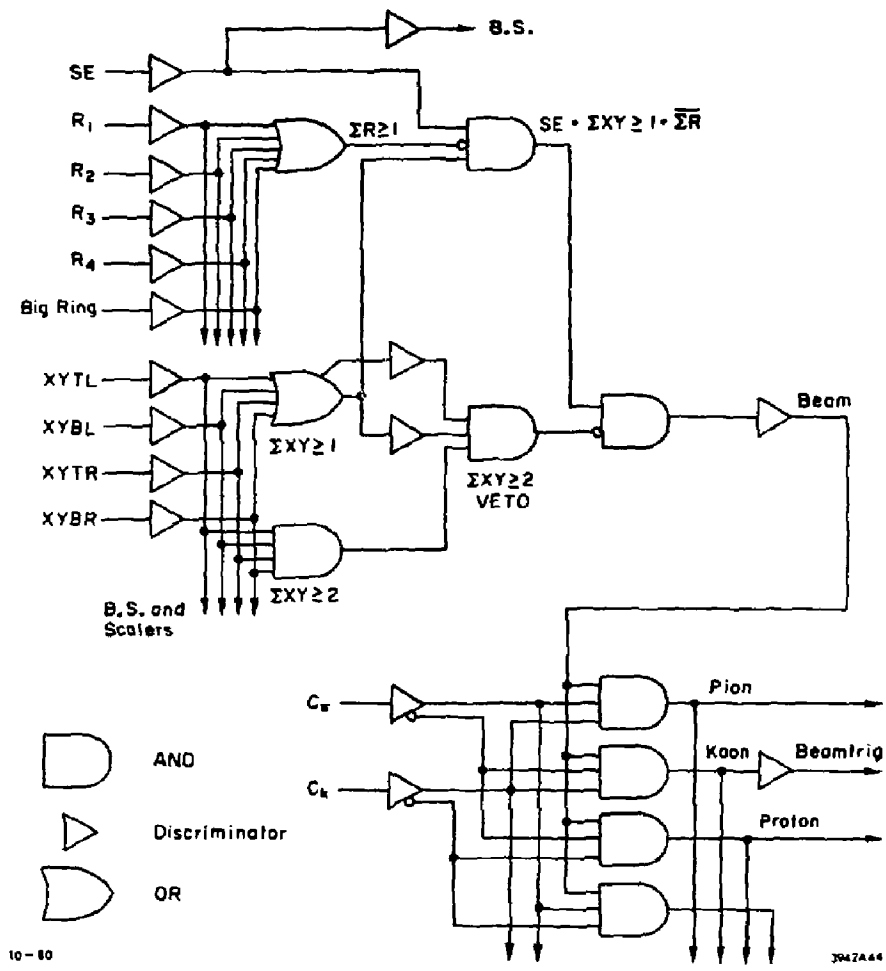 B.S.
SE
SE • ΣXY ≥ 1 • \overline{ΣR}
R₁
ΣR ≥ 1
R₂
R₃
R₄
Big Ring
XYTL
Beam
XYBL
ΣXY ≥ 1
XYTR
ΣXY ≥ 2
VETO
XYBR
ΣXY ≥ 2
B.S. and
Scalers
Cπ
Pion
AND
Kaon
Beamtrig
Cₖ
Discriminator
Proton
OR
10-80
3942A44